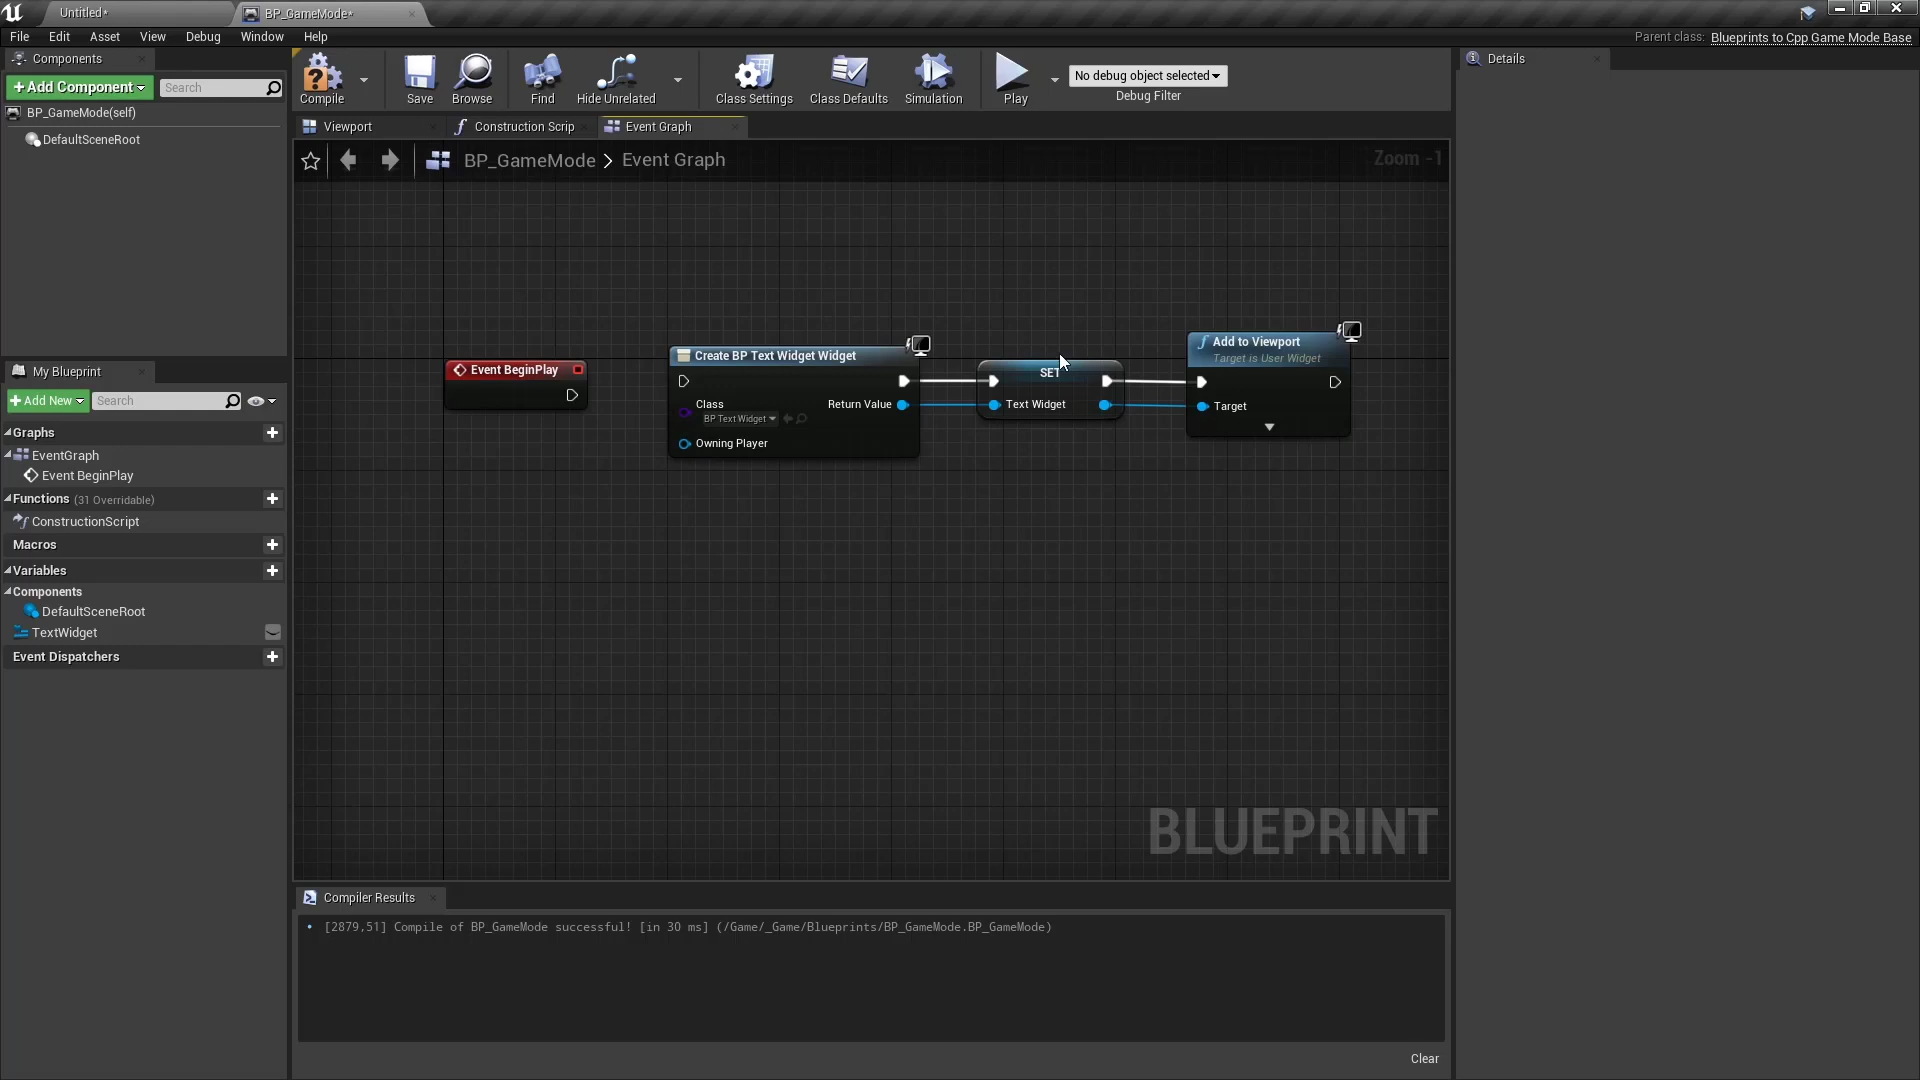 Untitled*
BP_GameMode*
File Edit Asset View Debug Window Help
Parent class: Blueprints to Cpp Game Mode Base
Components
+Add Component
Search
BP_GameMode(self)
DefaultSceneRoot
Compile
Save
Browse
Find
Hide Unrelated
Class Settings
Class Defaults
Simulation
Play
No debug object selected
Debug Filter
Details
Viewport
Construction Scrip
Event Graph
BP_GameMode > Event Graph
Zoom -1
My Blueprint
+Add New
Search
Graphs
EventGraph
Event BeginPlay
Functions (31 Overridable)
ConstructionScript
Macros
Variables
Components
DefaultSceneRoot
TextWidget
Event Dispatchers
Event BeginPlay
Create BP Text Widget Widget
Class
BP Text Widget
Return Value
Owning Player
SET
Text Widget
Add to Viewport
Target is User Widget
Target
BLUEPRINT
Compiler Results
[2879,51] Compile of BP_GameMode successful! [in 30 ms] (/Game/_Game/Blueprints/BP_GameMode.BP_GameMode)
Clear